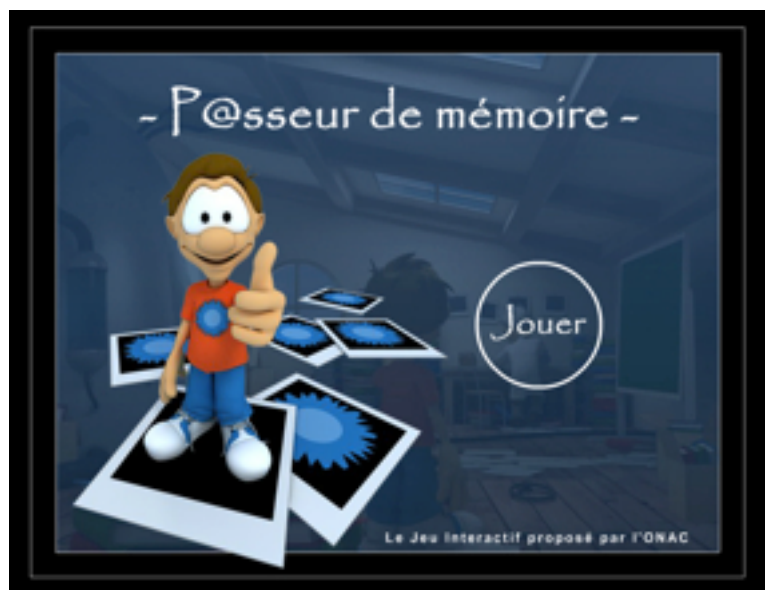 - P@sseur de mémoire -
Jouer
Le Jeu Interactif proposé par l'ONAC